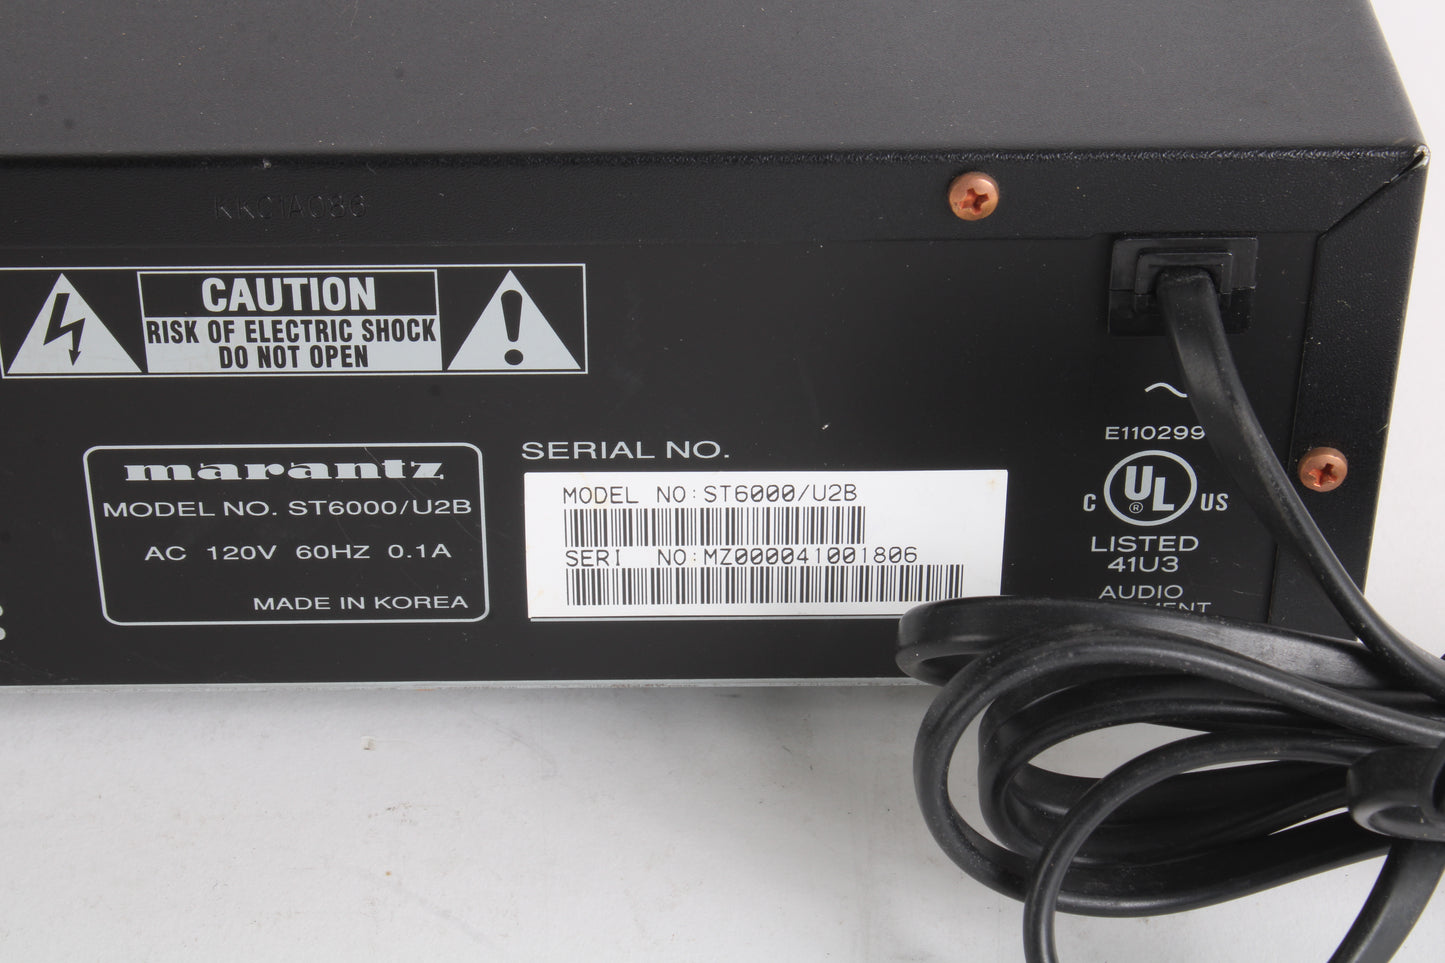 KK01A086
CAUTION
RISK OF ELECTRIC SHOCK
DO NOT OPEN
marantz
MODEL NO. ST6000/U2B
AC 120V 60HZ 0.1A
MADE IN KOREA
SERIAL NO.
MODEL NO:ST6000/U2B
SERI NO:MZ000041001806
E110299
C UL ® US
LISTED
41U3
AUDIO